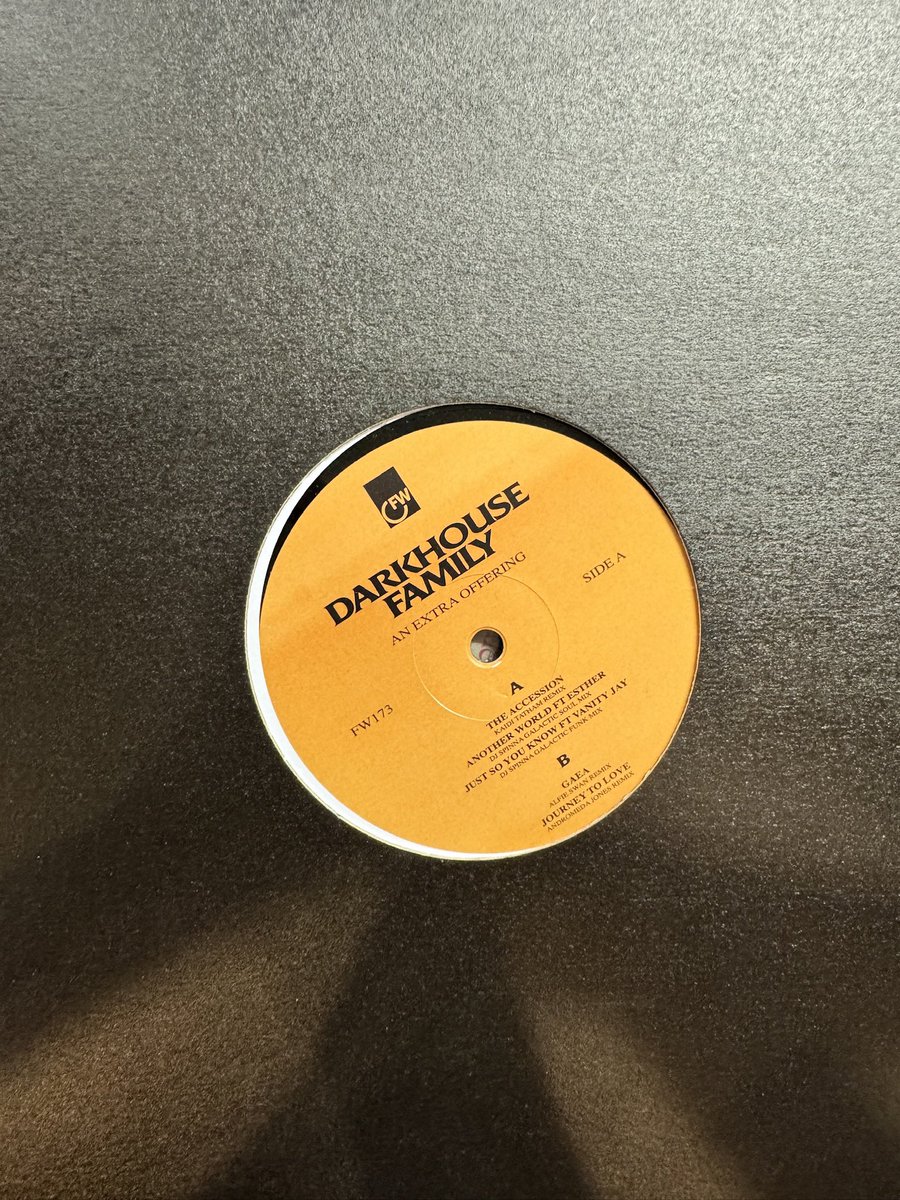 FW
DARKHOUSE
FAMILY
AN EXTRA OFFERING
SIDE A
FW173
A
THE ACCESSION
KAIDI TATHAM REMIX
ANOTHER WORLD FT ESTHER
DJ SPINNA GALACTIC SOUL MIX
JUST SO YOU KNOW FT VANITY JAY
DJ SPINNA GALACTIC FUNK MIX
B
GAEA
ALFIE SWAN REMIX
JOURNEY TO LOVE
ANDROMEDA JONES REMIX